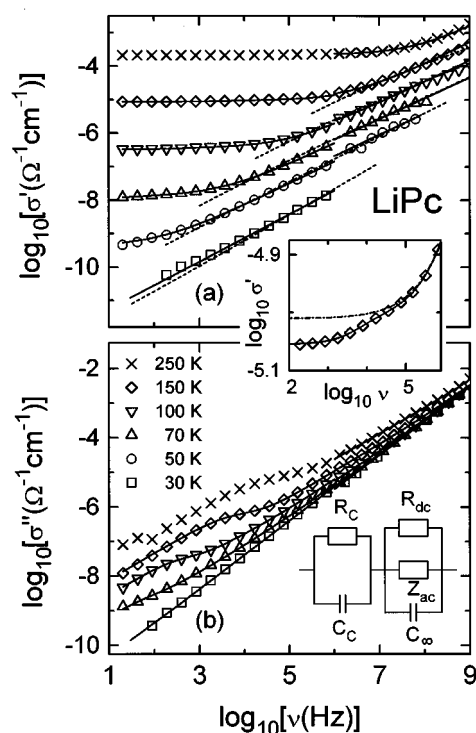 -4
-6
-8
-10
log₁₀[σ'(Ω⁻¹cm⁻¹)]
LiPc
(a)
-4.9
-5.1
log₁₀ σ'
2
5
log₁₀ ν
-2
-4
-6
-8
-10
log₁₀[σ''(Ω⁻¹cm⁻¹)]
250 K
150 K
100 K
70 K
50 K
30 K
(b)
R_C
C_C
R_dc
Z_ac
C_∞
1
3
5
7
9
log₁₀[ν(Hz)]